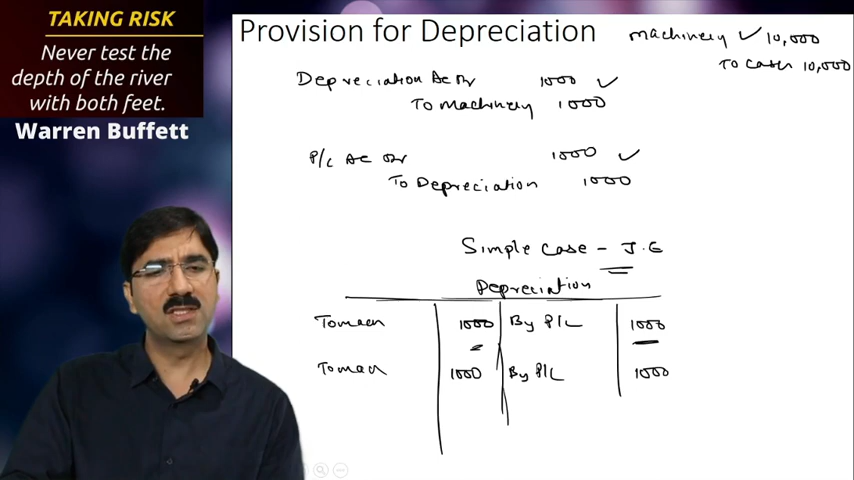 TAKING RISK
Never test the
depth of the river
with both feet.
Warren Buffett
Provision for Depreciation
Machinery ✓ 10,000
To Cash 10,000
Depreciation Ac Dr 1000 ✓
To Machinery 1000
P/L Ac Dr 1000 ✓
To Depreciation 1000
Simple case - J.E
Depreciation
To Mach 1000 By P/L 1000
To Mach 1000 By P/L 1000